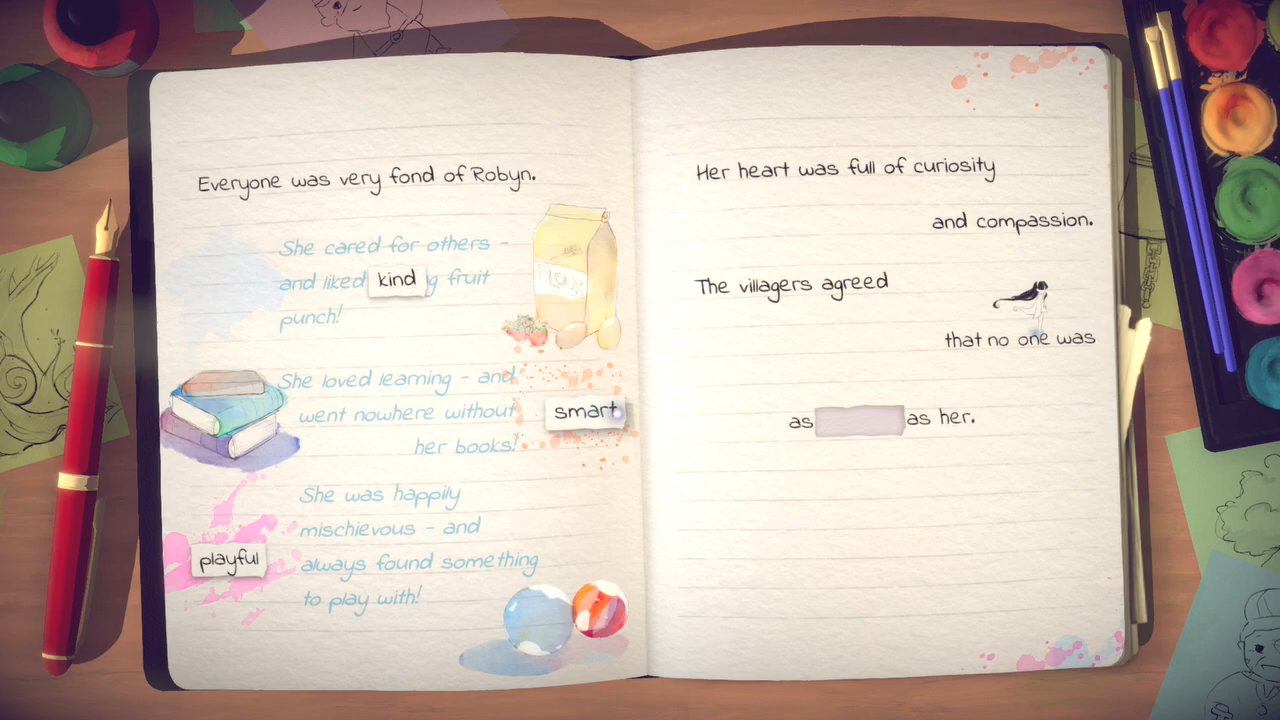 Everyone was very fond of Robyn.
She cared for others -
and liked kind g fruit
punch!
She loved learning - and
went nowhere without
her books!
smart
She was happily
mischievous - and
always found something
to play with!
playful
Her heart was full of curiosity
and compassion.
The villagers agreed
that no one was
as as her.